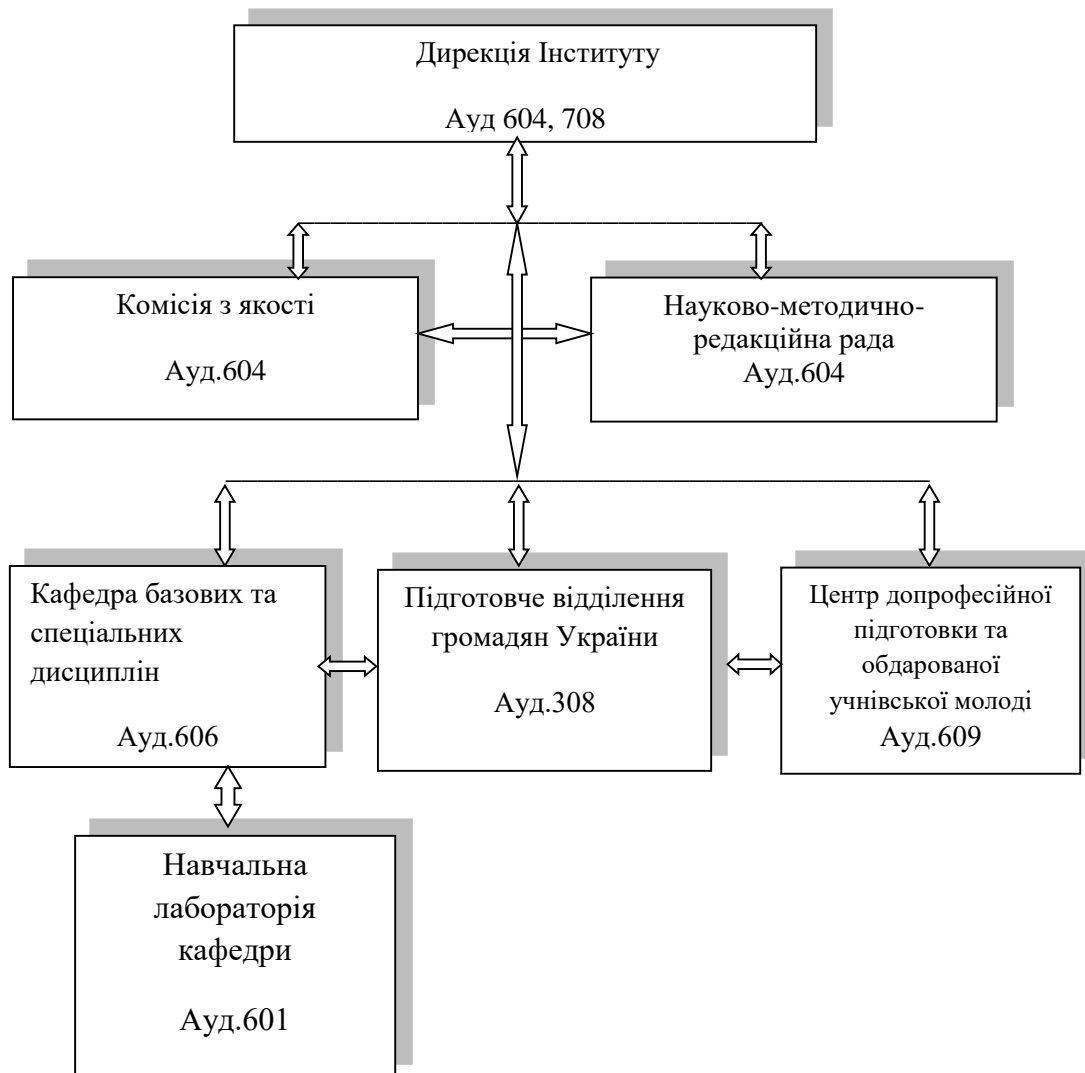 Дирекція Інституту
Ауд 604, 708
Комісія з якості
Ауд.604
Науково-методично-
редакційна рада
Ауд.604
Кафедра базових та
спеціальних
дисциплін
Ауд.606
Підготовче відділення
громадян України
Ауд.308
Центр допрофесійної
підготовки та
обдарованої
учнівської молоді
Ауд.609
Навчальна
лабораторія
кафедри
Ауд.601